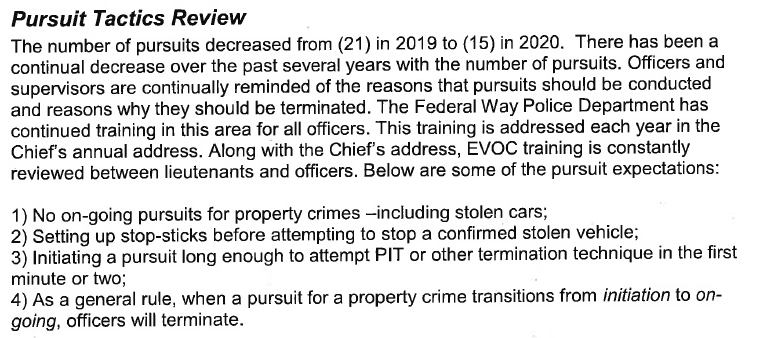 Pursuit Tactics Review
The number of pursuits decreased from (21) in 2019 to (15) in 2020.  There has been a
continual decrease over the past several years with the number of pursuits. Officers and
supervisors are continually reminded of the reasons that pursuits should be conducted
and reasons why they should be terminated. The Federal Way Police Department has
continued training in this area for all officers. This training is addressed each year in the
Chief's annual address. Along with the Chief's address, EVOC training is constantly
reviewed between lieutenants and officers. Below are some of the pursuit expectations:
1) No on-going pursuits for property crimes –including stolen cars;
2) Setting up stop-sticks before attempting to stop a confirmed stolen vehicle;
3) Initiating a pursuit long enough to attempt PIT or other termination technique in the first
minute or two;
4) As a general rule, when a pursuit for a property crime transitions from initiation to on-
going, officers will terminate.